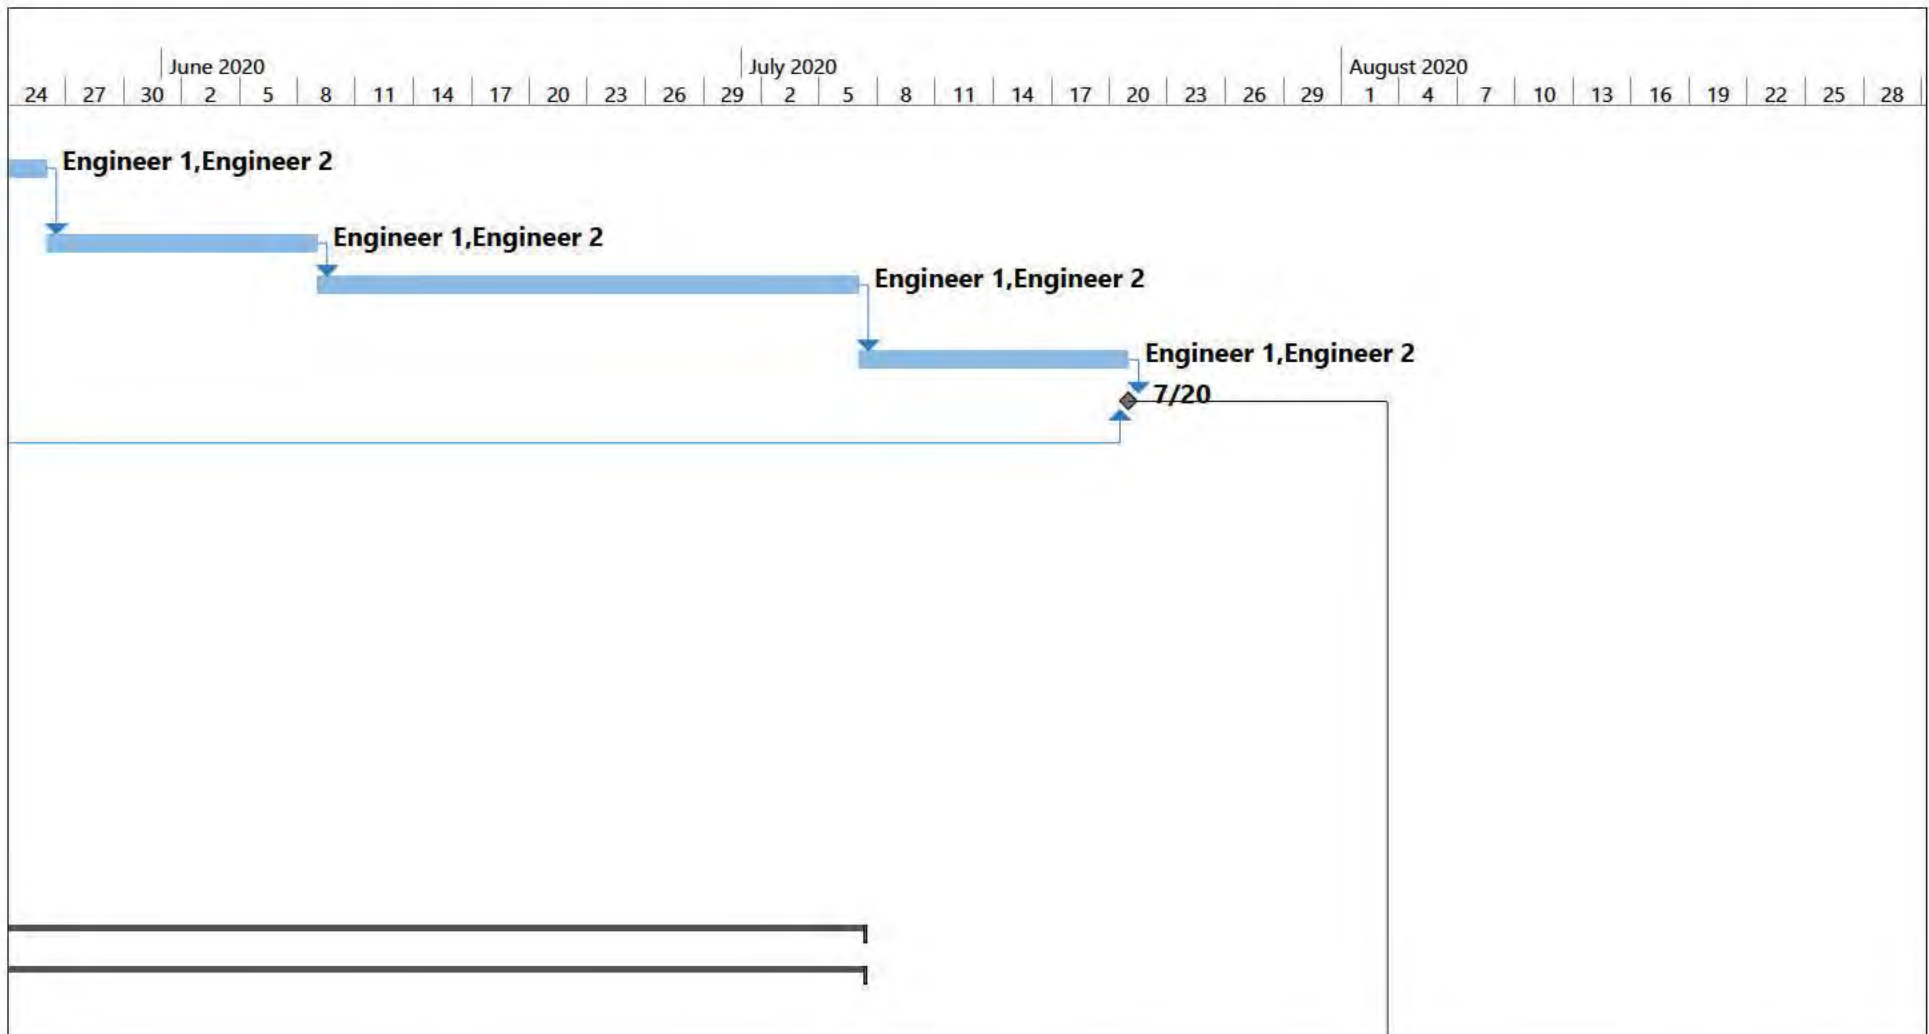 June 2020 July 2020 August 2020
24 27 30 2 5 8 11 14 17 20 23 26 29 2 5 8 11 14 17 20 23 26 29 1 4 7 10 13 16 19 22 25 28
Engineer 1,Engineer 2
Engineer 1,Engineer 2
Engineer 1,Engineer 2
Engineer 1,Engineer 2
7/20